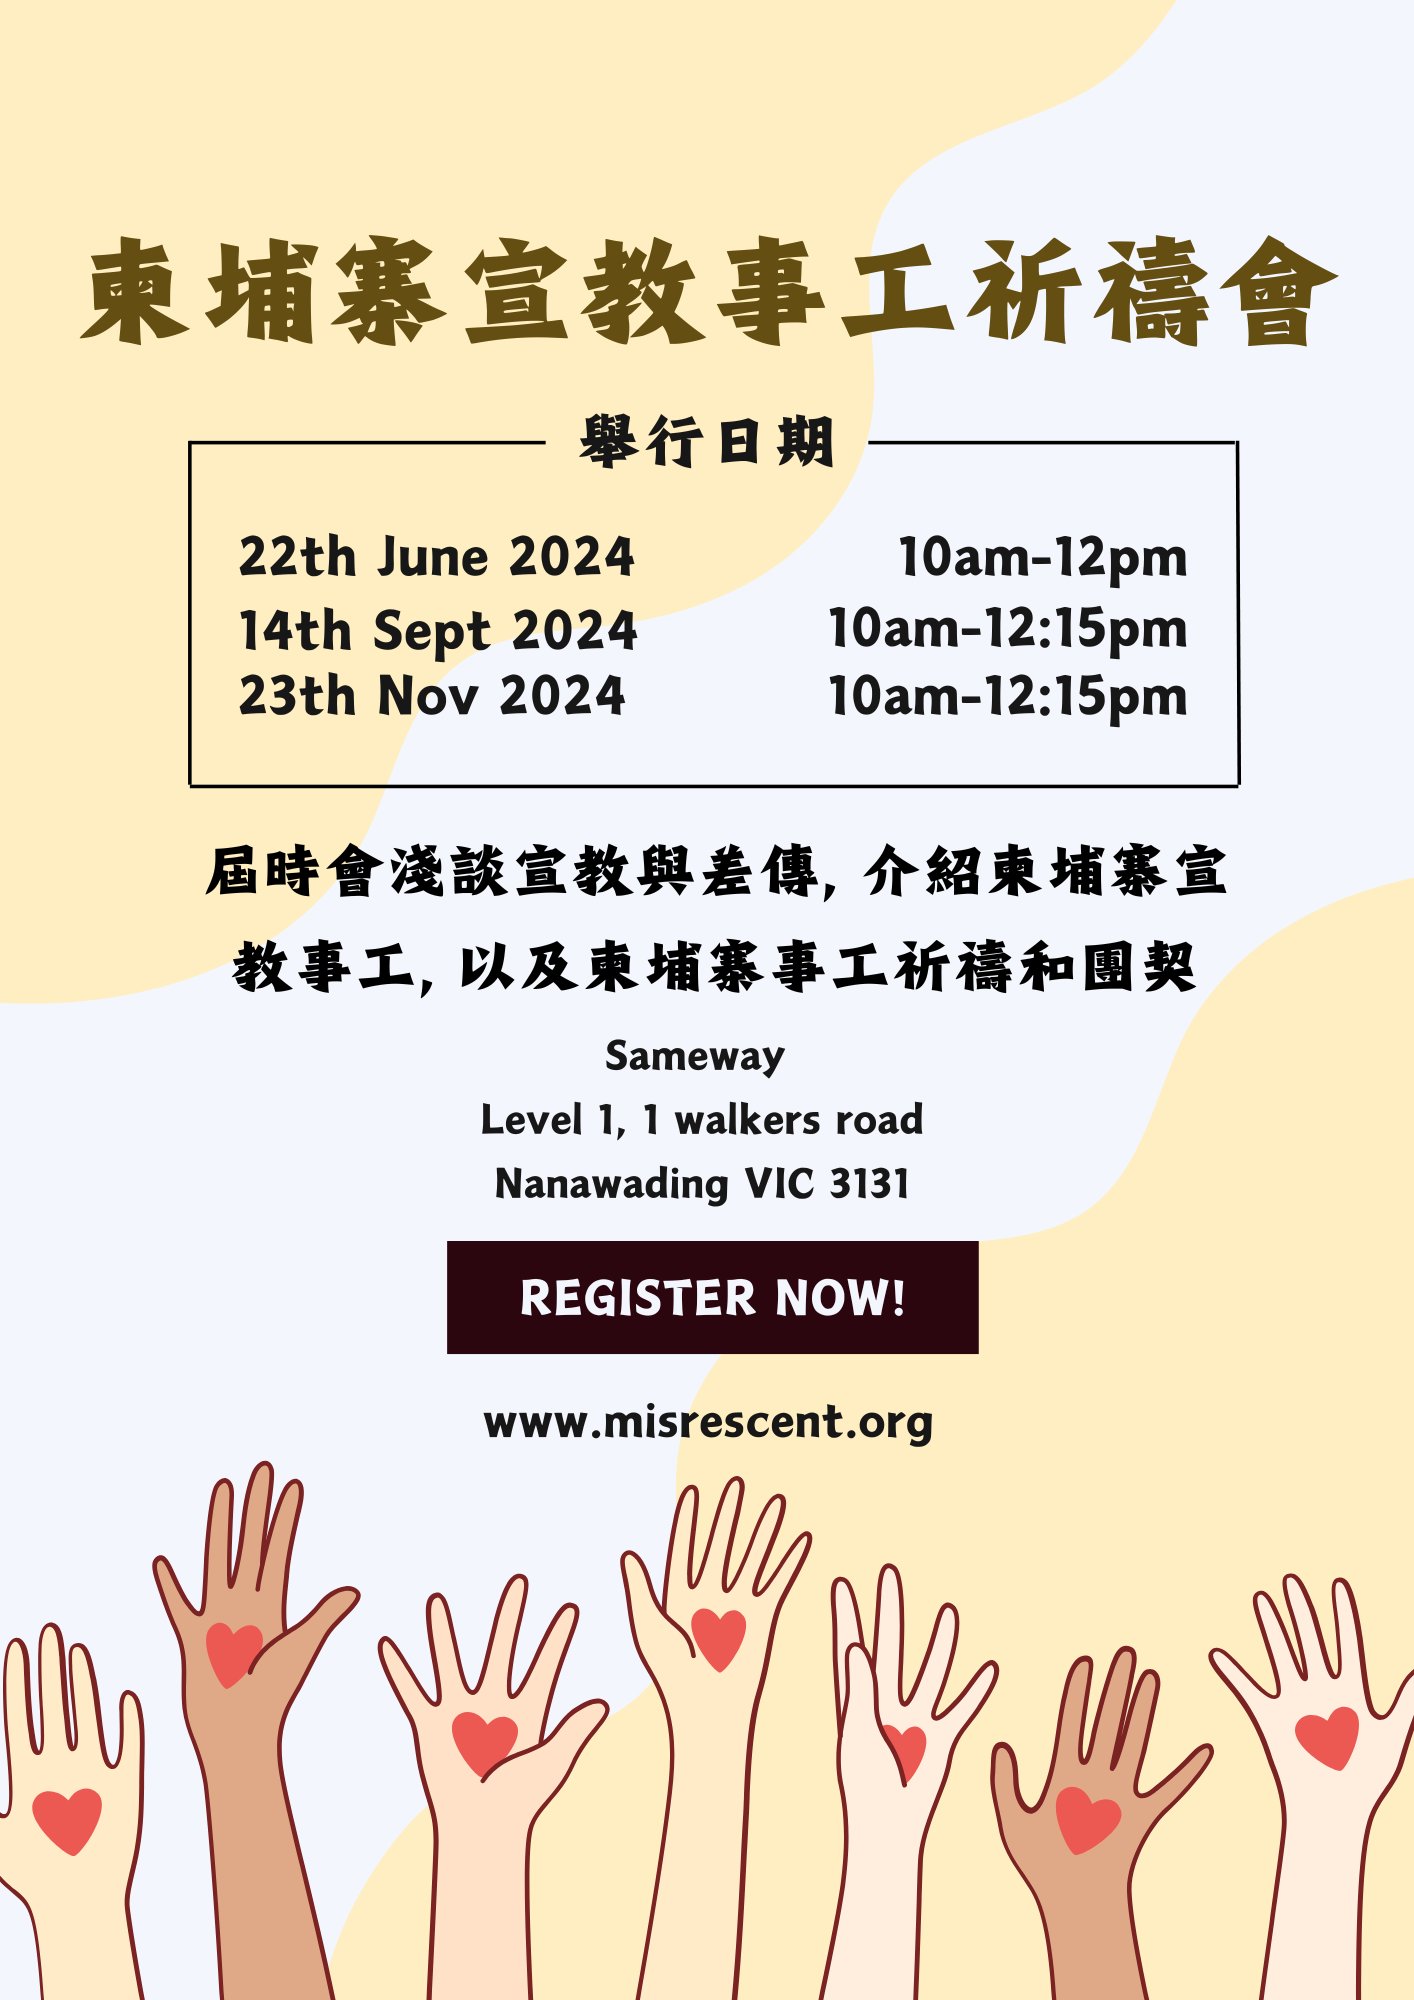 柬埔寨宣教事工祈禱會
舉行日期
22th June 2024 10am-12pm
14th Sept 2024 10am-12:15pm
23th Nov 2024 10am-12:15pm
屆時會淺談宣教與差傳, 介紹柬埔寨宣
教事工, 以及柬埔寨事工祈禱和團契
Sameway
Level 1, 1 walkers road
Nanawading VIC 3131
REGISTER NOW!
www.misrescent.org